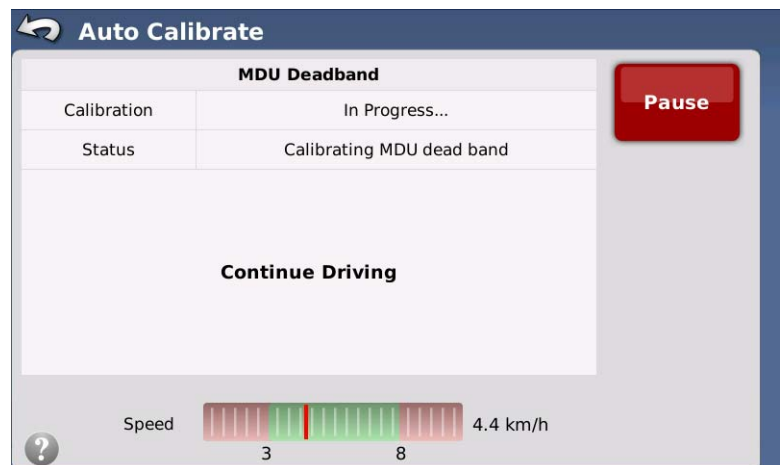 Auto Calibrate
MDU Deadband
Pause
Calibration In Progress...
Status Calibrating MDU dead band
Continue Driving
Speed 4.4 km/h
3 8
?